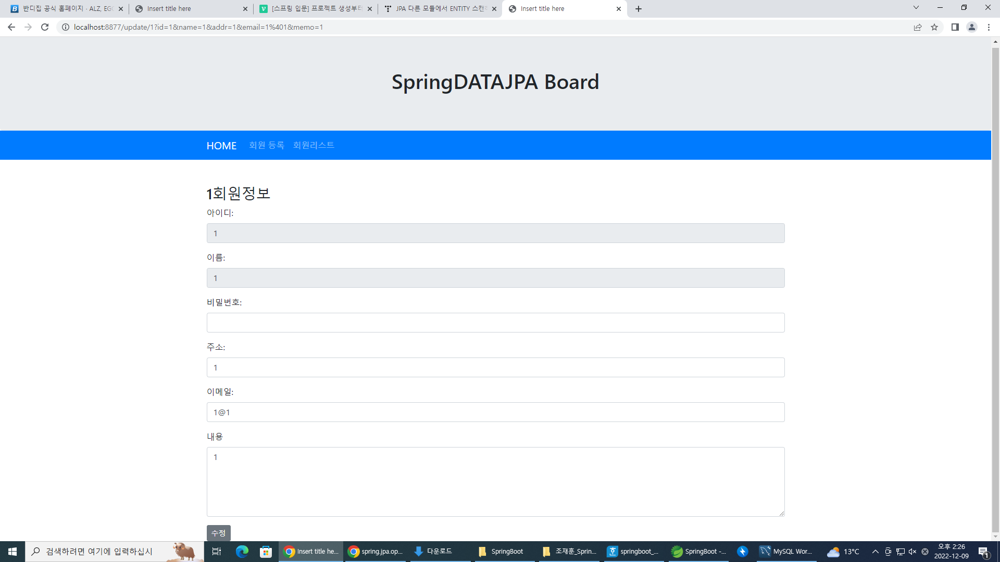 반디집 공식 홈페이지 - ALZ, EGG
Insert title here
[스프링 입문] 프로젝트 생성부터
JPA 다른 모듈에서 ENTITY 스캔하
Insert title here
localhost:8877/update/1?id=1&name=1&addr=1&email=1%401&memo=1
SpringDATAJPA Board
HOME 회원 등록 회원리스트
1회원정보
아이디:
1
이름:
1
비밀번호:
주소:
1
이메일:
1@1
내용
1
수정
검색하려면 여기에 입력하십시
Insert title he...
spring.jpa.op...
다운로드
SpringBoot
조재훈_Sprin...
springboot_...
SpringBoot -...
MySQL Wor...
13°C
오후 2:26
2022-12-09
1